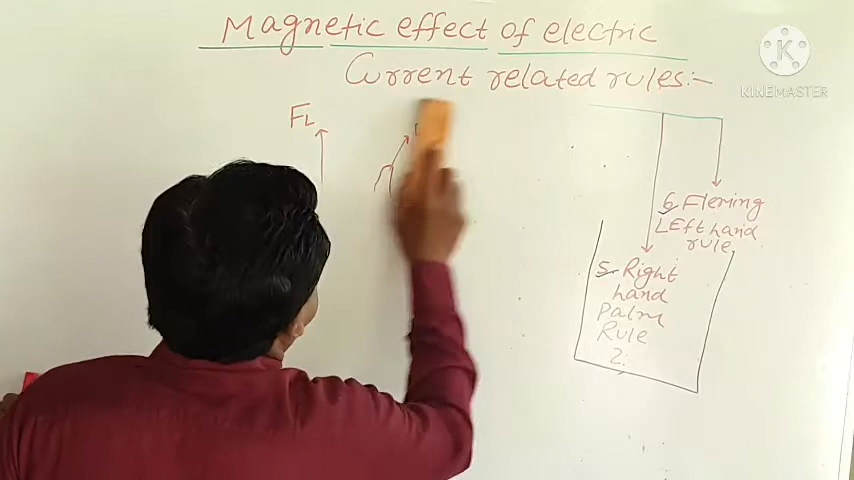 Magnetic effect of electric
Current related rules:-
KINEMASTER
FL
6. Fleming
LEft hand
rule
5- Right
hand
Palm
Rule
2: